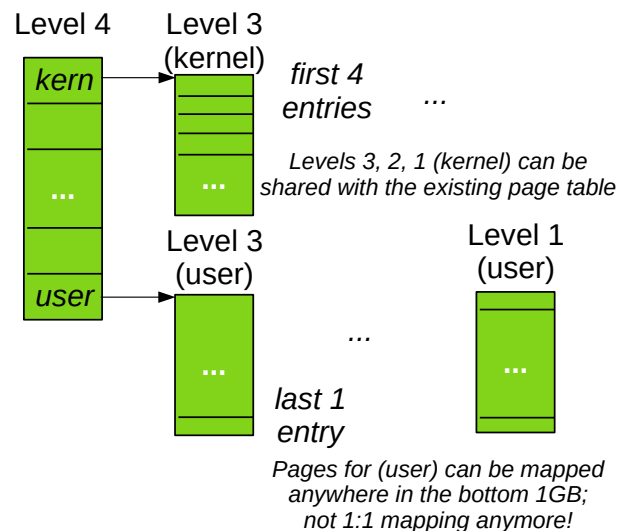 Level 4
Level 3
(kernel)
kern
first 4
entries
...
...
...
Levels 3, 2, 1 (kernel) can be
shared with the existing page table
Level 3
(user)
Level 1
(user)
user
...
...
...
last 1
entry
Pages for (user) can be mapped
anywhere in the bottom 1GB;
not 1:1 mapping anymore!